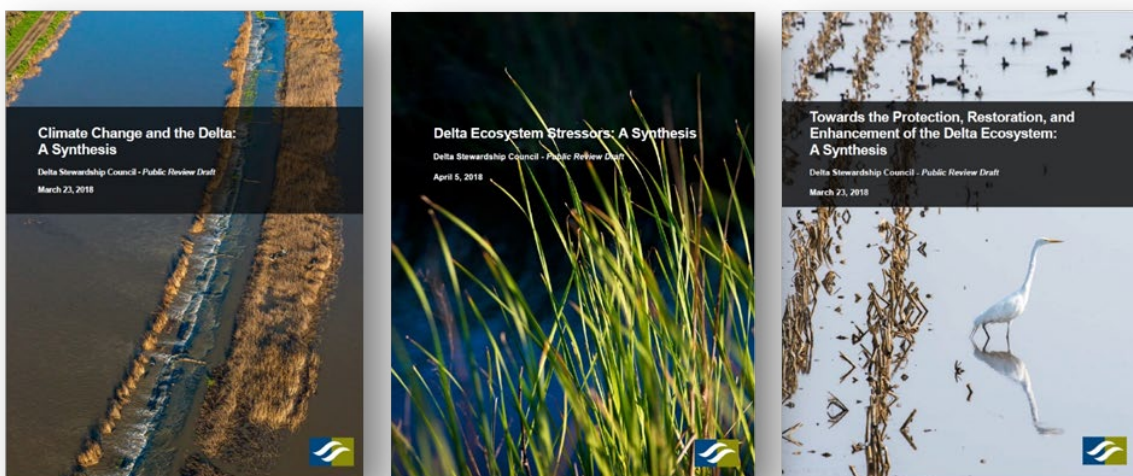 Climate Change and the Delta:
A Synthesis
Delta Stewardship Council - Public Review Draft
March 23, 2018
Delta Ecosystem Stressors: A Synthesis
Delta Stewardship Council - Public Review Draft
April 5, 2018
Towards the Protection, Restoration, and
Enhancement of the Delta Ecosystem:
A Synthesis
Delta Stewardship Council - Public Review Draft
March 23, 2018